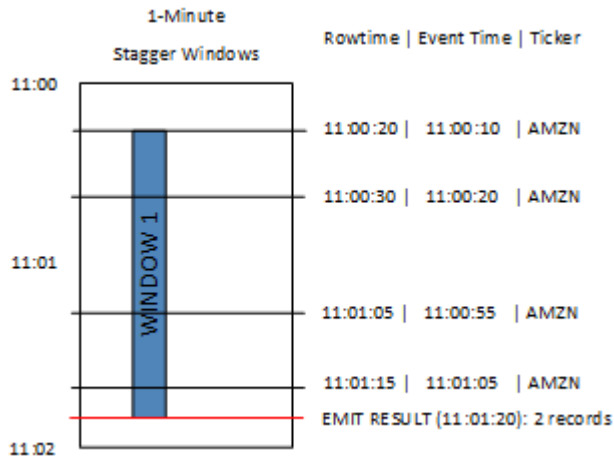 1-Minute
Stagger Windows
Rowtime | Event Time | Ticker
11:00
11:00:20 | 11:00:10 | AMZN
11:00:30 | 11:00:20 | AMZN
WINDOW 1
11:01
11:01:05 | 11:00:55 | AMZN
11:01:15 | 11:01:05 | AMZN
EMIT RESULT (11:01:20): 2 records
11:02